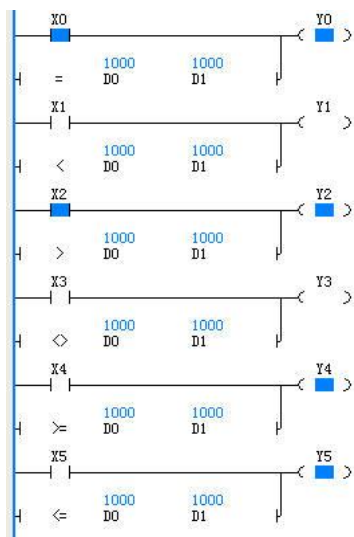 X0 Y0
1000 1000
= D0 D1
X1 Y1
1000 1000
< D0 D1
X2 Y2
1000 1000
> D0 D1
X3 Y3
1000 1000
<> D0 D1
X4 Y4
1000 1000
>= D0 D1
X5 Y5
1000 1000
<= D0 D1